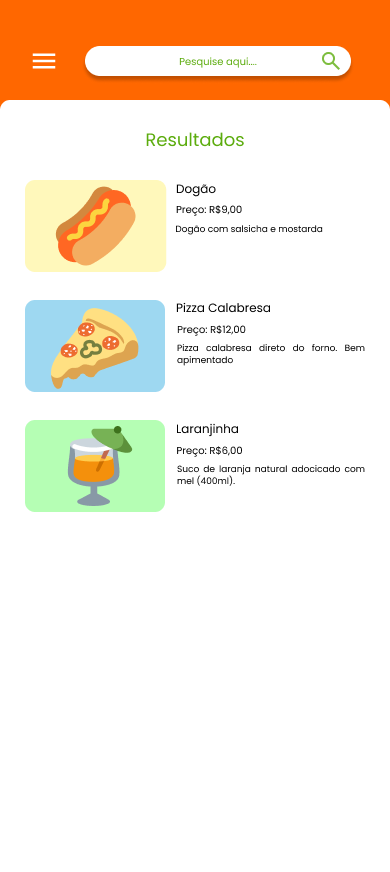 Pesquise aqui....
Resultados
Dogão
Preço: R$9,00
Dogão com salsicha e mostarda
Pizza Calabresa
Preço: R$12,00
Pizza calabresa direto do forno. Bem
apimentado
Laranjinha
Preço: R$6,00
Suco de laranja natural adocicado com
mel (400ml).